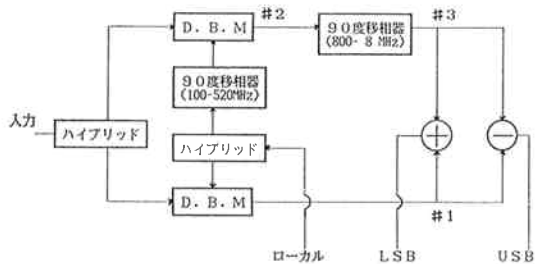 D．B．M
＃2
90度移相器
(800-8 MHz)
＃3
90度移相器
(100-520MHz)
入力
ハイブリッド
ハイブリッド
D．B．M
＃1
ローカル
LSB
USB